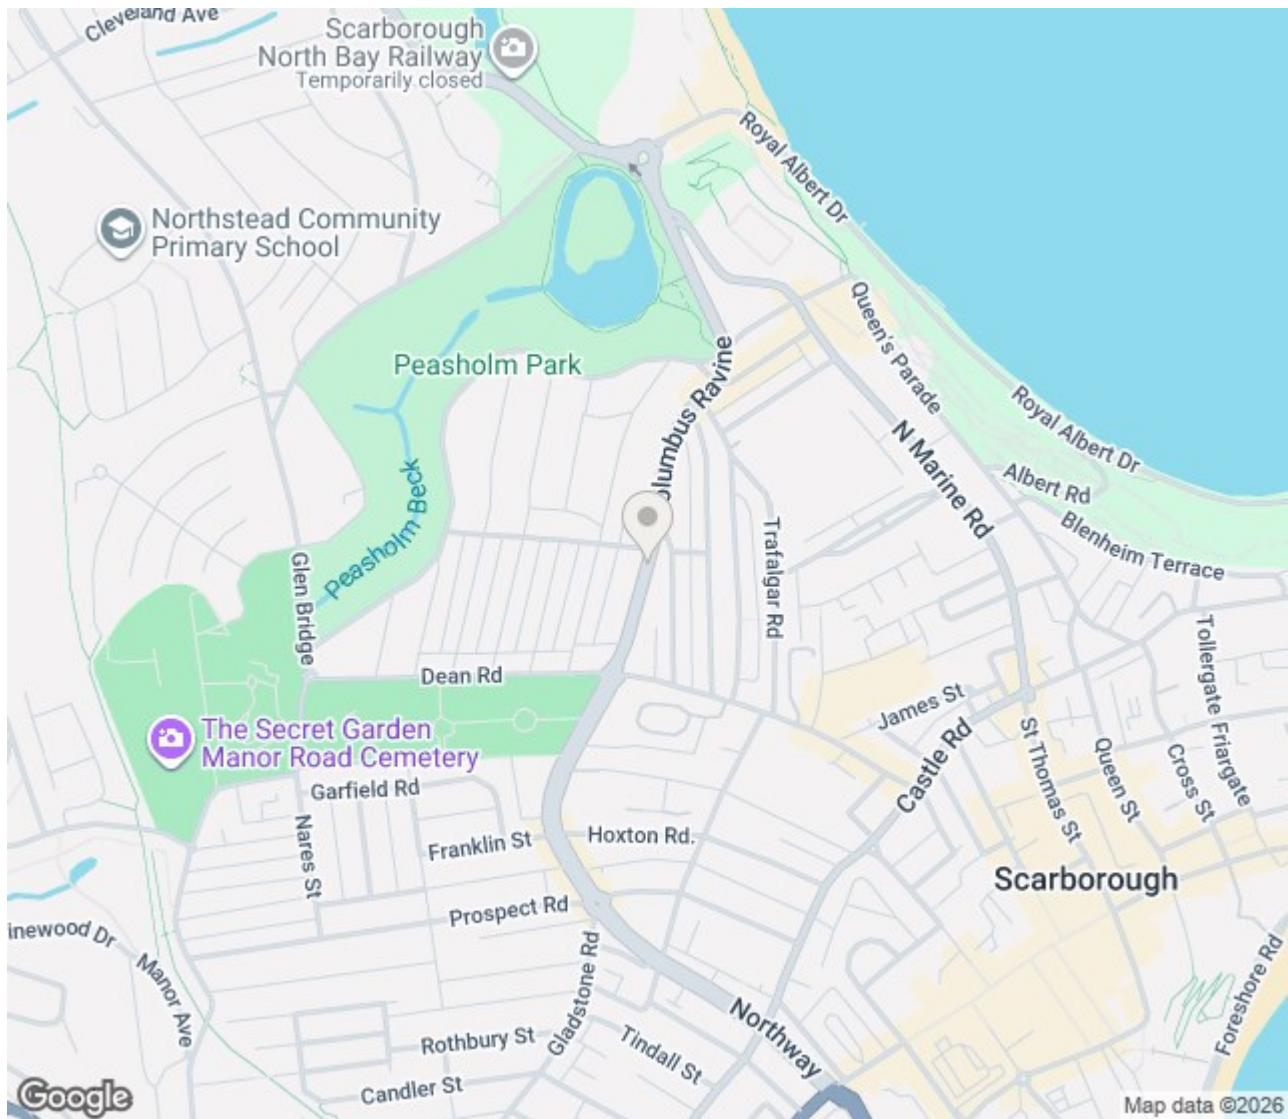 Cleveland Ave
Scarborough
North Bay Railway
Temporarily closed
Royal Albert Dr
Northstead Community
Primary School
Queen's Parade
Peasholm Park
Columbus Ravine
N Marine Rd
Royal Albert Dr
Albert Rd
Blenheim Terrace
Peasholm Beck
Trafalgar Rd
Glen Bridge
Tollergate
Friargate
Dean Rd
James St
The Secret Garden
Manor Road Cemetery
Castle Rd
St Thomas St
Queen St
Cross St
Garfield Rd
Nares St
Franklin St
Hoxton Rd.
Scarborough
Prospect Rd
inewood Dr
Manor Ave
Gladstone Rd
Foreshore Rd
Northway
Rothbury St
Tindall St
Candler St
Google
Map data ©2026